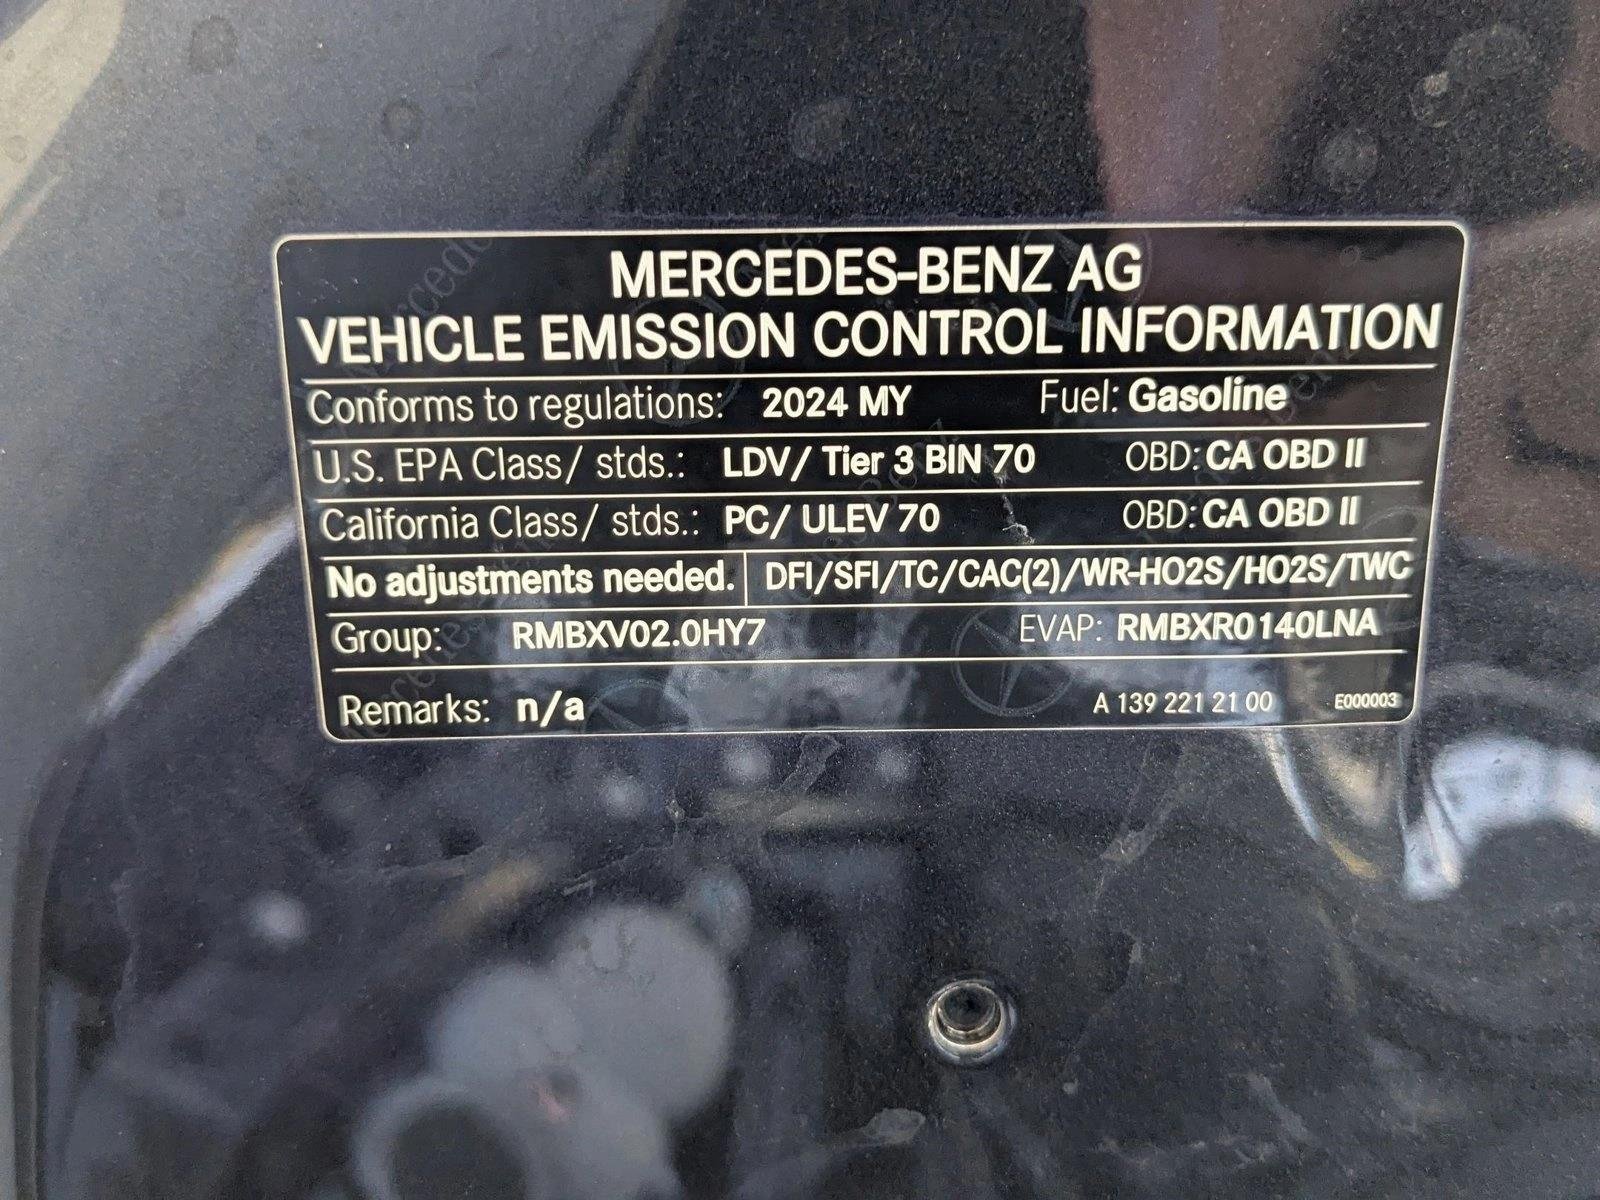 MERCEDES-BENZ AG
VEHICLE EMISSION CONTROL INFORMATION
Conforms to regulations: 2024 MY Fuel: Gasoline
U.S. EPA Class/ stds.: LDV/ Tier 3 BIN 70 OBD: CA OBD II
California Class/ stds.: PC/ ULEV 70 OBD: CA OBD II
No adjustments needed. DFI/SFI/TC/CAC(2)/WR-HO2S/HO2S/TWC
Group: RMBXV02.0HY7 EVAP: RMBXR0140LNA
Remarks: n/a A 139 221 21 00 E000003